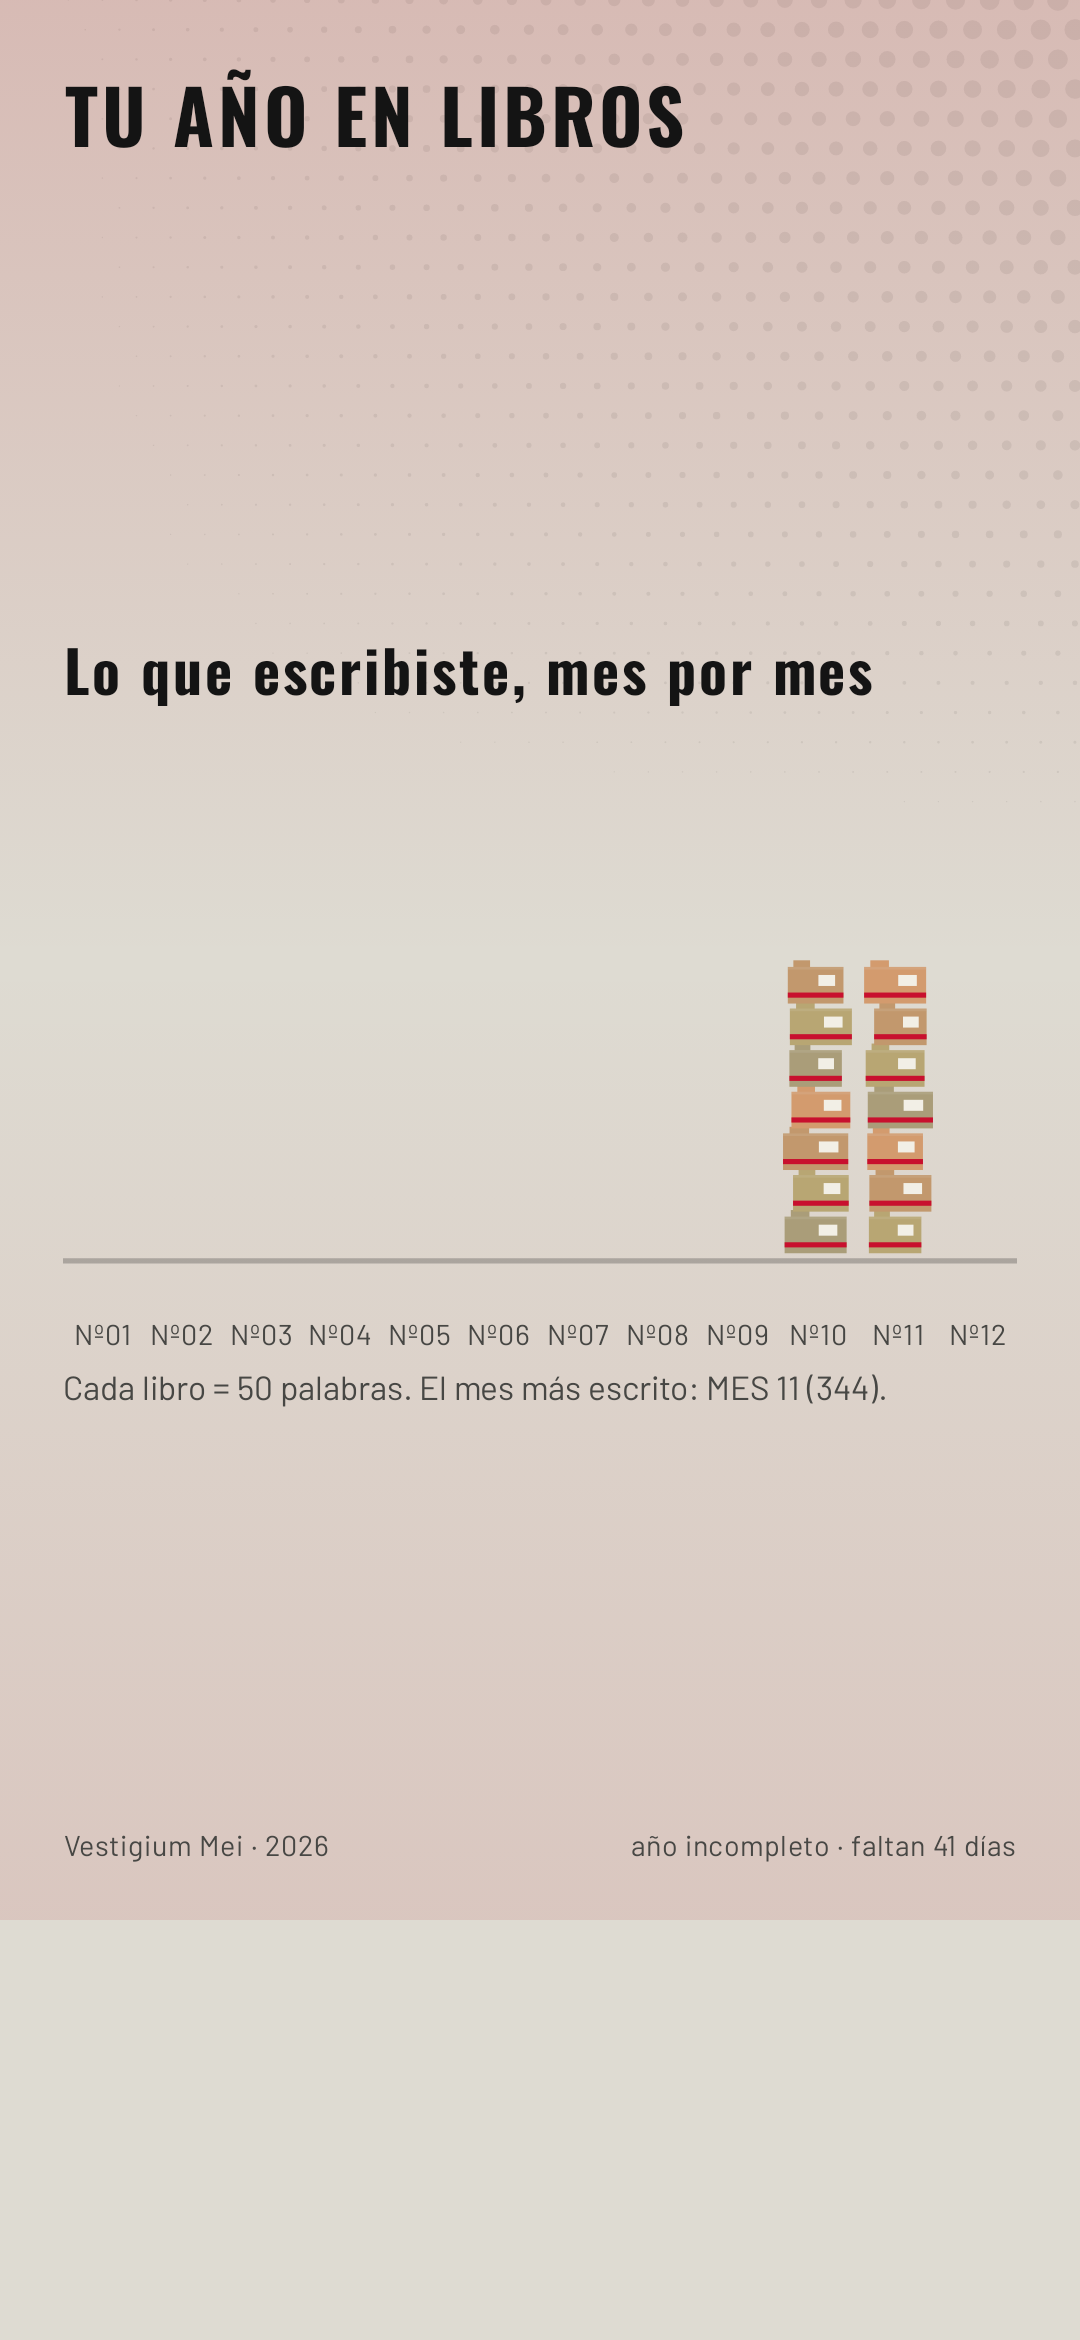 TU AÑO EN LIBROS
Lo que escribiste, mes por mes
Nº01 Nº02 Nº03 Nº04 Nº05 Nº06 Nº07 Nº08 Nº09 Nº10 Nº11 Nº12
Cada libro = 50 palabras. El mes más escrito: MES 11 (344).
Vestigium Mei · 2026
año incompleto · faltan 41 días